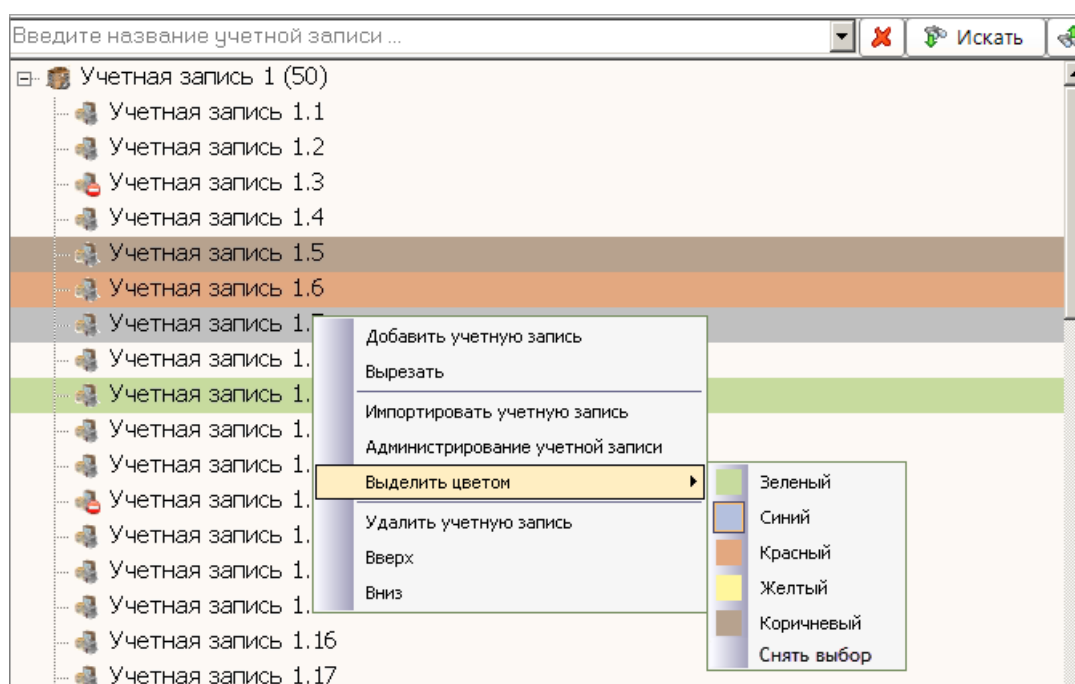 Введите название учетной записи ...
Искать
Учетная запись 1 (50)
Учетная запись 1.1
Учетная запись 1.2
Учетная запись 1.3
Учетная запись 1.4
Учетная запись 1.5
Учетная запись 1.6
Учетная запись 1.
Учетная запись 1.
Учетная запись 1.
Учетная запись 1.
Учетная запись 1.
Учетная запись 1.
Учетная запись 1.
Учетная запись 1.
Учетная запись 1.
Учетная запись 1.16
Учетная запись 1.17
Добавить учетную запись
Вырезать
Импортировать учетную запись
Администрирование учетной записи
Выделить цветом
Удалить учетную запись
Вверх
Вниз
Зеленый
Синий
Красный
Желтый
Коричневый
Снять выбор